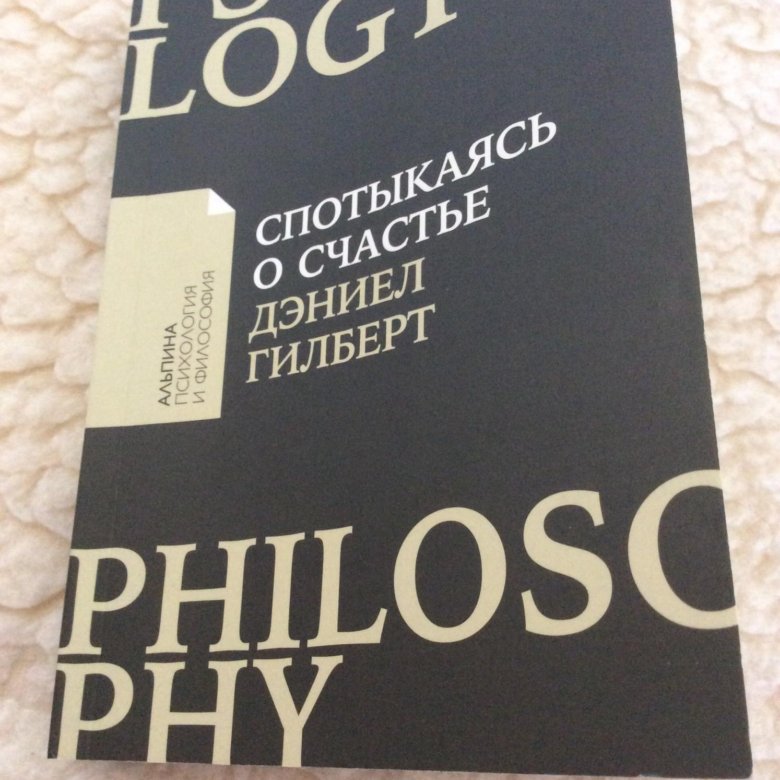 LOGY
СПОТЫКАЯСЬ
О СЧАСТЬЕ
ДЭНИЕЛ
ГИЛБЕРТ
АЛЬПИНА
ПСИХОЛОГИЯ
И ФИЛОСОФИЯ
PHILOSO
PHY